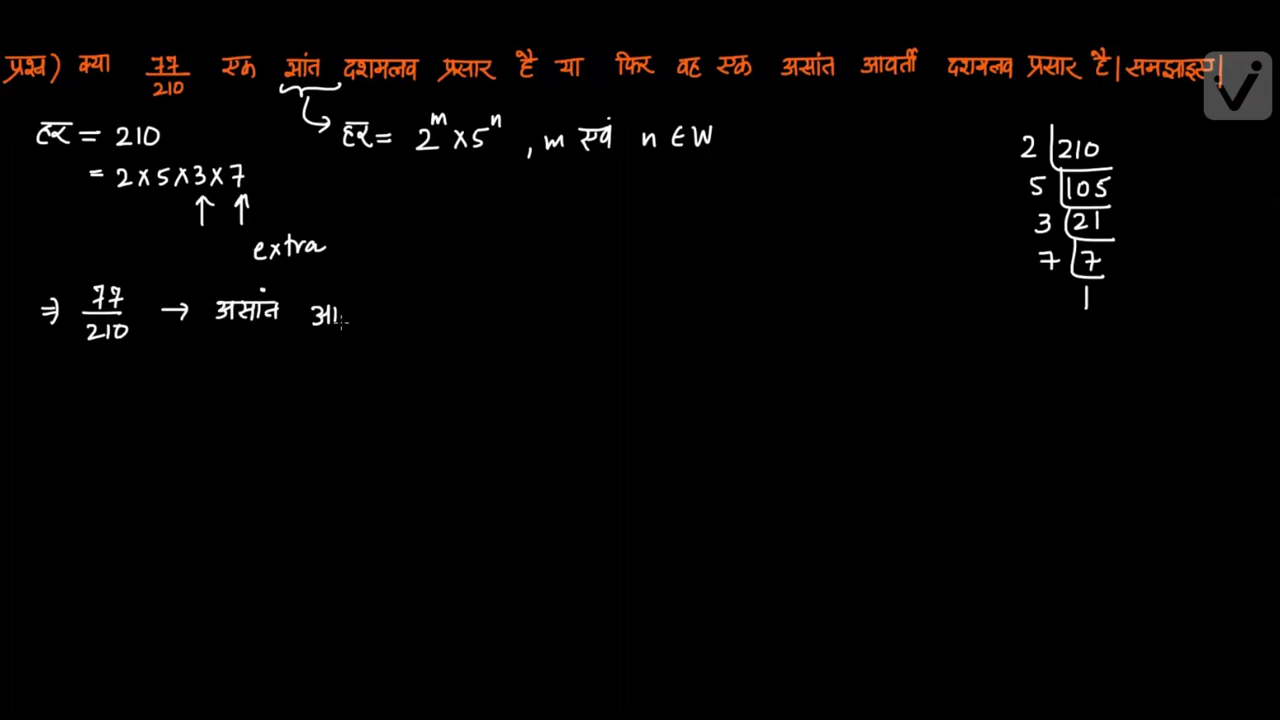 प्रश्न) क्या 77/210 एक सांत दशमलव प्रसार है या फिर वह एक असांत आवर्ती दशमलव प्रसार है| समझाइए|
हर = 210
हर = 2^m × 5^n , m एवं n ∈ W
= 2 × 5 × 3 × 7
extra
⇒ 77/210 → असांत आ
2 | 210
5 | 105
3 | 21
7 | 7
1